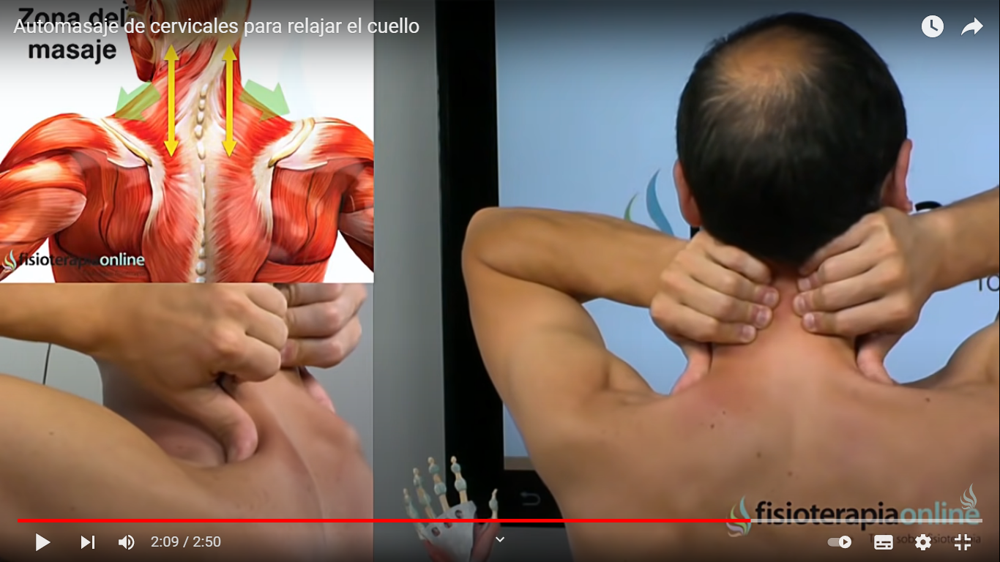 Zona del
masaje
Automasaje de cervicales para relajar el cuello
fisioterapiaonline
fisioterapiaonline
2:09 / 2:50